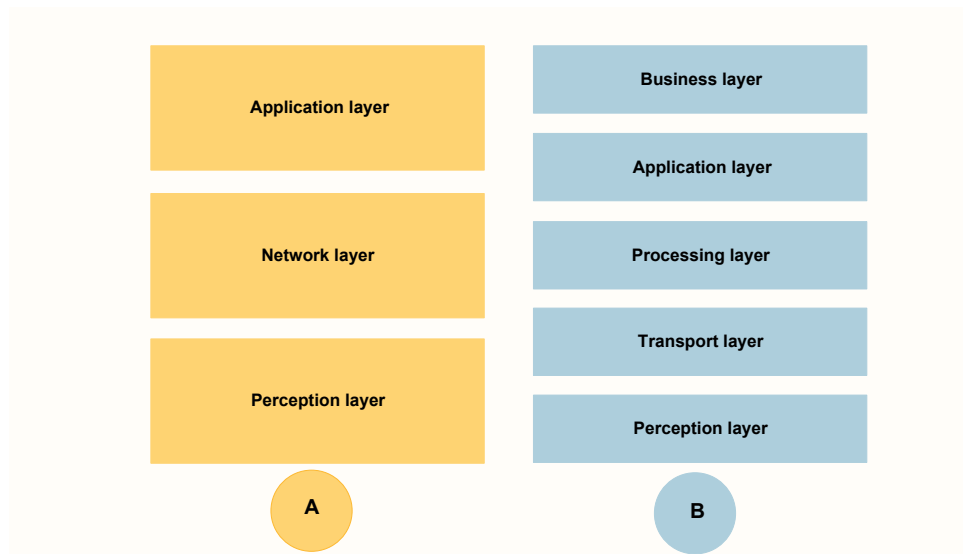 Application layer
Network layer
Perception layer
A
Business layer
Application layer
Processing layer
Transport layer
Perception layer
B